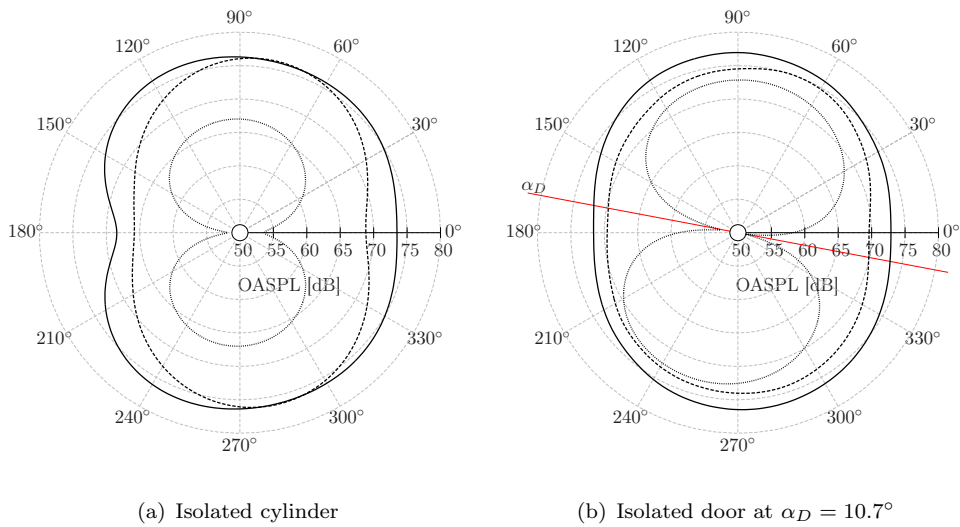 90°
120° 60°
150° 30°
180° 0°
50 55 60 65 70 75 80
OASPL [dB]
210° 330°
240° 300°
270°
(a) Isolated cylinder
90°
120° 60°
150° 30°
α_D
180° 0°
50 55 60 65 70 75 80
OASPL [dB]
210° 330°
240° 300°
270°
(b) Isolated door at α_D = 10.7°